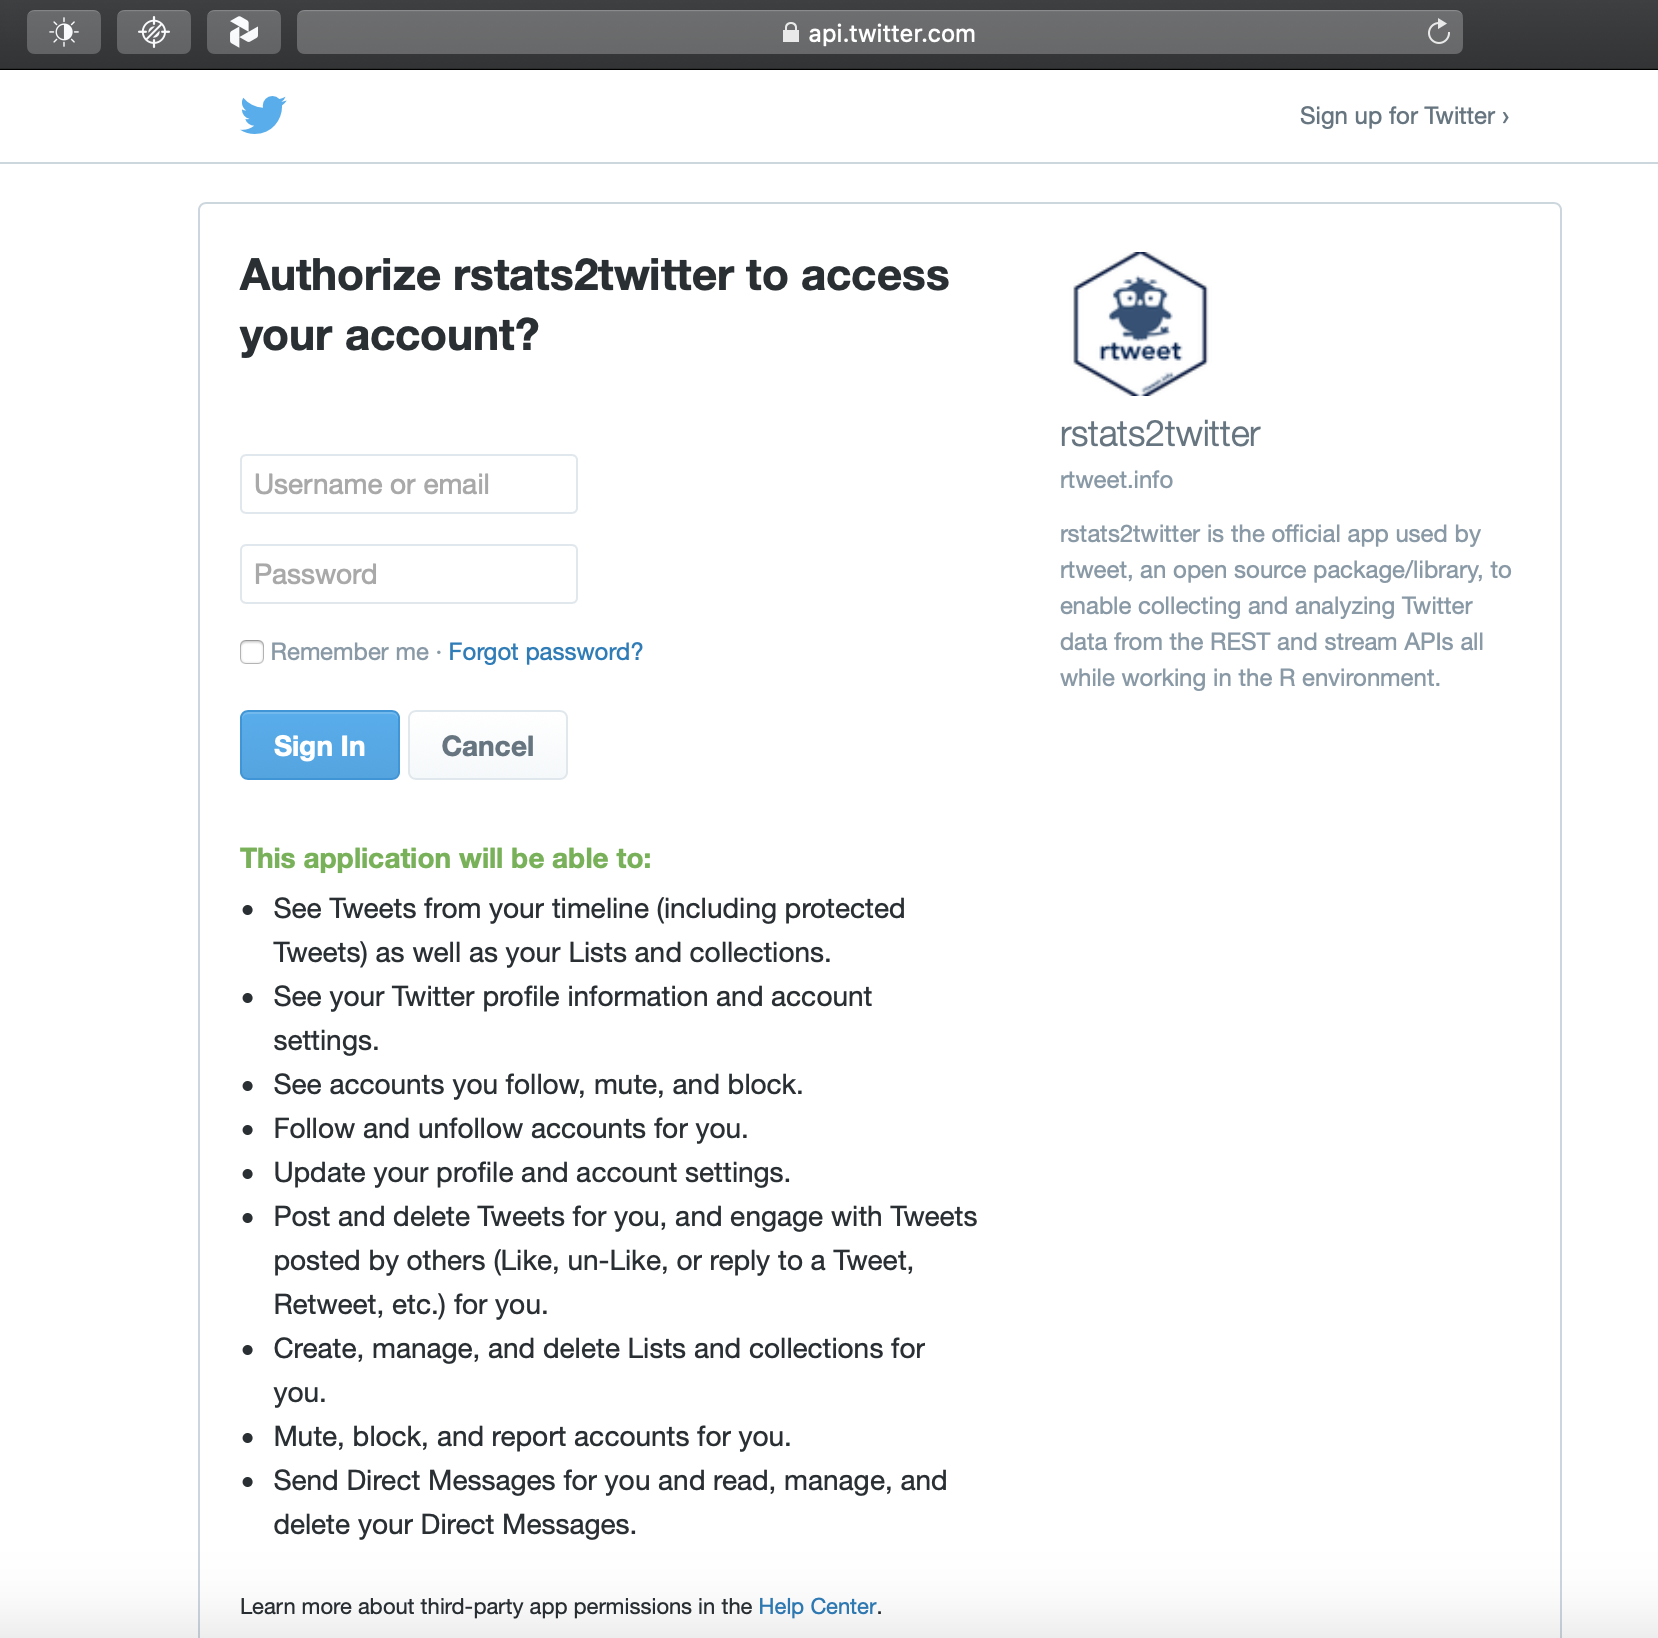 api.twitter.com
Sign up for Twitter ›
Authorize rstats2twitter to access
your account?
Username or email
Password
Remember me · Forgot password?
Sign In
Cancel
This application will be able to:
• See Tweets from your timeline (including protected
Tweets) as well as your Lists and collections.
• See your Twitter profile information and account
settings.
• See accounts you follow, mute, and block.
• Follow and unfollow accounts for you.
• Update your profile and account settings.
• Post and delete Tweets for you, and engage with Tweets
posted by others (Like, un-Like, or reply to a Tweet,
Retweet, etc.) for you.
• Create, manage, and delete Lists and collections for
you.
• Mute, block, and report accounts for you.
• Send Direct Messages for you and read, manage, and
delete your Direct Messages.
Learn more about third-party app permissions in the Help Center.
rtweet
rstats2twitter
rtweet.info
rstats2twitter is the official app used by
rtweet, an open source package/library, to
enable collecting and analyzing Twitter
data from the REST and stream APIs all
while working in the R environment.